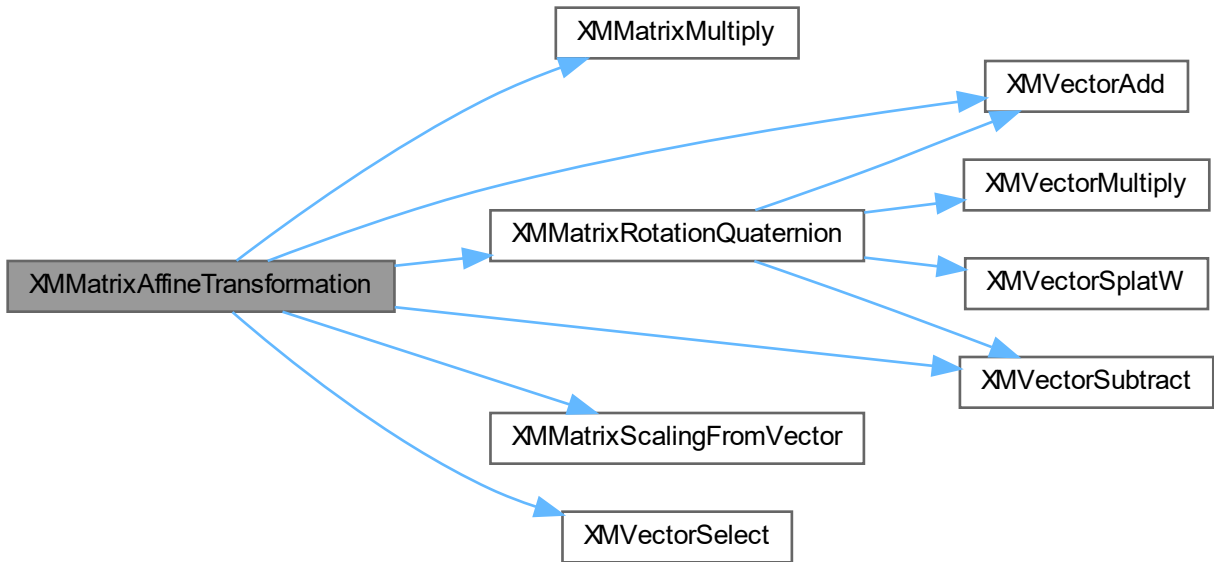 XMMatrixMultiply
XMVectorAdd
XMVectorMultiply
XMMatrixRotationQuaternion
XMMatrixAffineTransformation
XMVectorSplatW
XMVectorSubtract
XMMatrixScalingFromVector
XMVectorSelect